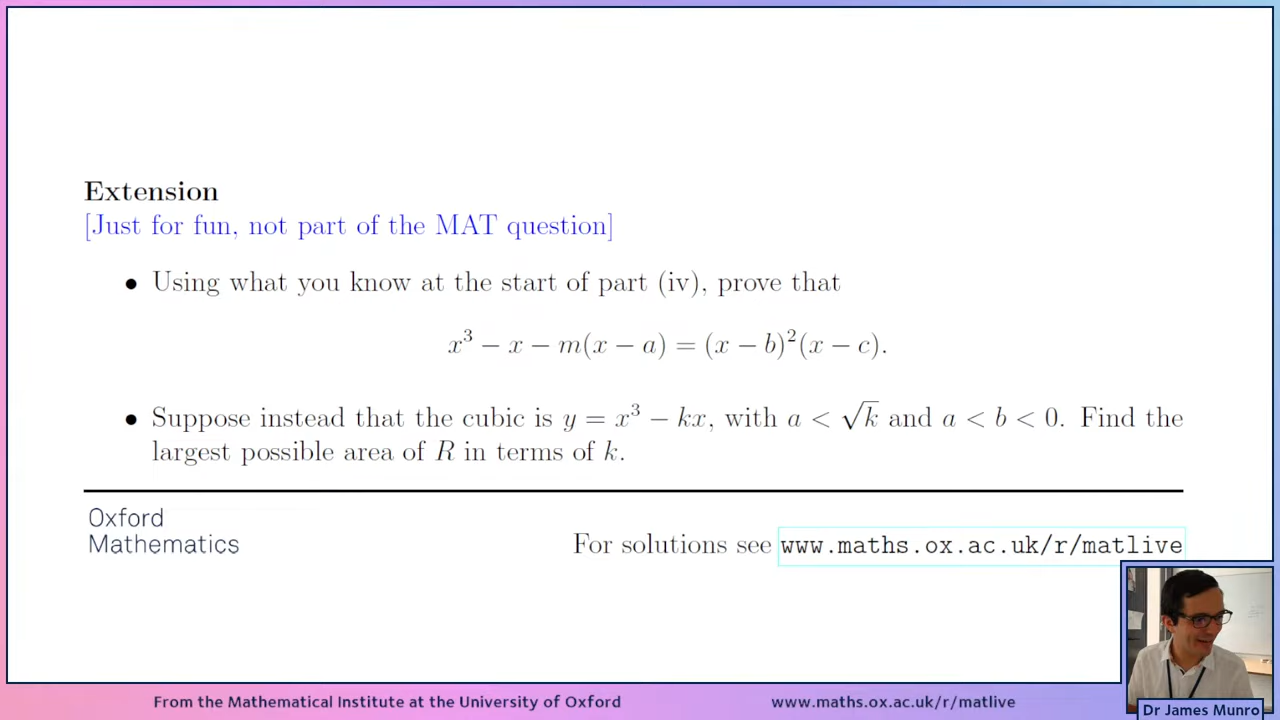 Extension
[Just for fun, not part of the MAT question]
• Using what you know at the start of part (iv), prove that
x³ − x − m(x − a) = (x − b)²(x − c).
• Suppose instead that the cubic is y = x³ − kx, with a < √k and a < b < 0. Find the
largest possible area of R in terms of k.
Oxford
Mathematics
For solutions see www.maths.ox.ac.uk/r/matlive
From the Mathematical Institute at the University of Oxford
www.maths.ox.ac.uk/r/matlive
Dr James Munro